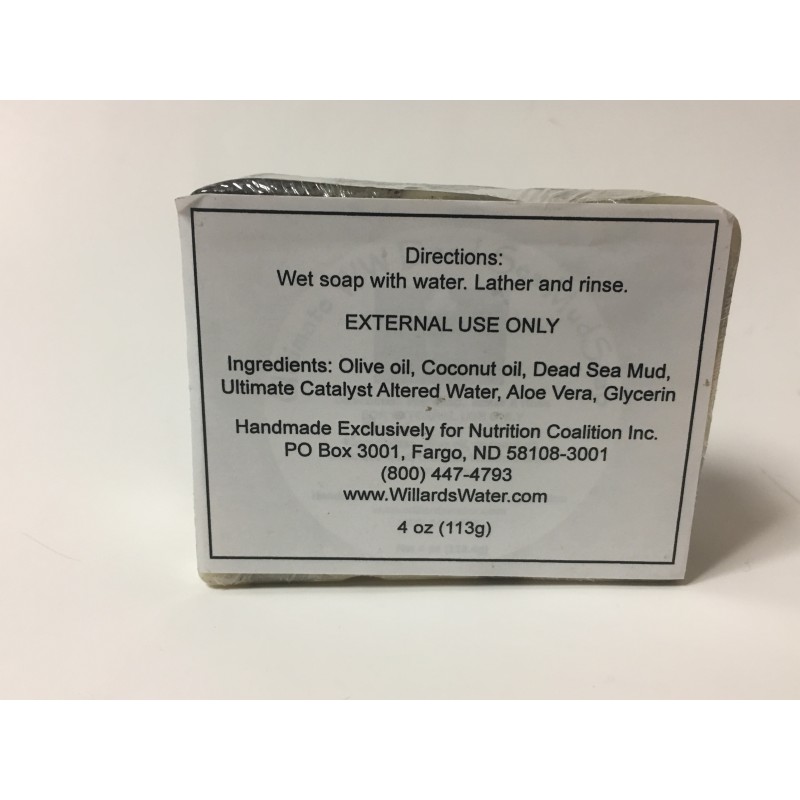 Directions:
Wet soap with water. Lather and rinse.
EXTERNAL USE ONLY
Ingredients: Olive oil, Coconut oil, Dead Sea Mud,
Ultimate Catalyst Altered Water, Aloe Vera, Glycerin
Handmade Exclusively for Nutrition Coalition Inc.
PO Box 3001, Fargo, ND 58108-3001
(800) 447-4793
www.WillardsWater.com
4 oz (113g)